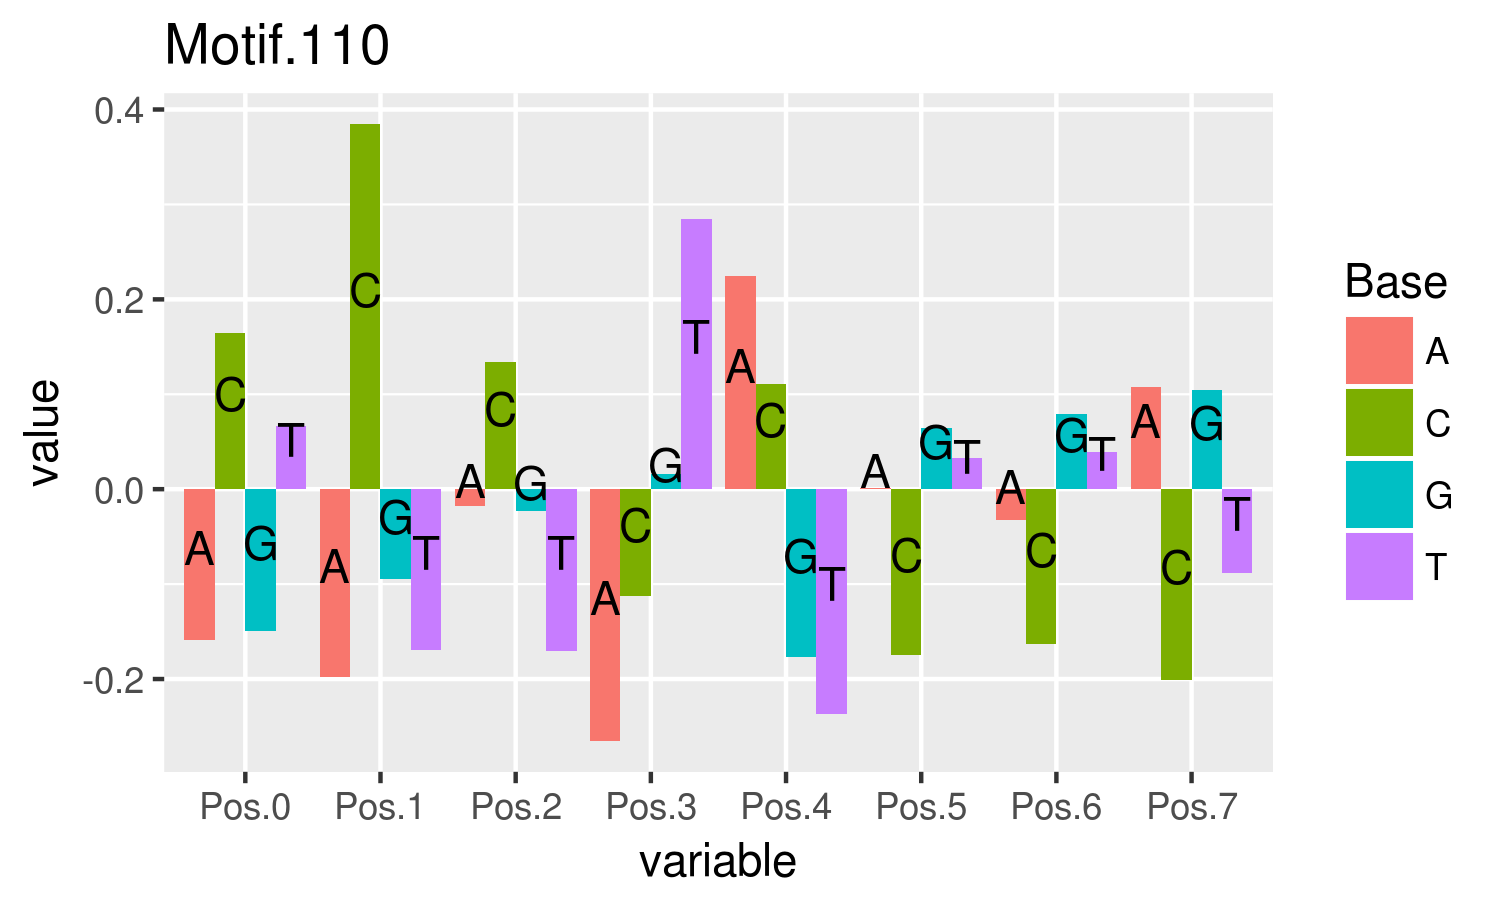 Motif.110
0.4
0.2
0.0
-0.2
value
A C G T
A C G T
A C G T
A C G T
A C G T
A C G T
A C G T
A C G T
Pos.0 Pos.1 Pos.2 Pos.3 Pos.4 Pos.5 Pos.6 Pos.7
variable
Base
A
C
G
T